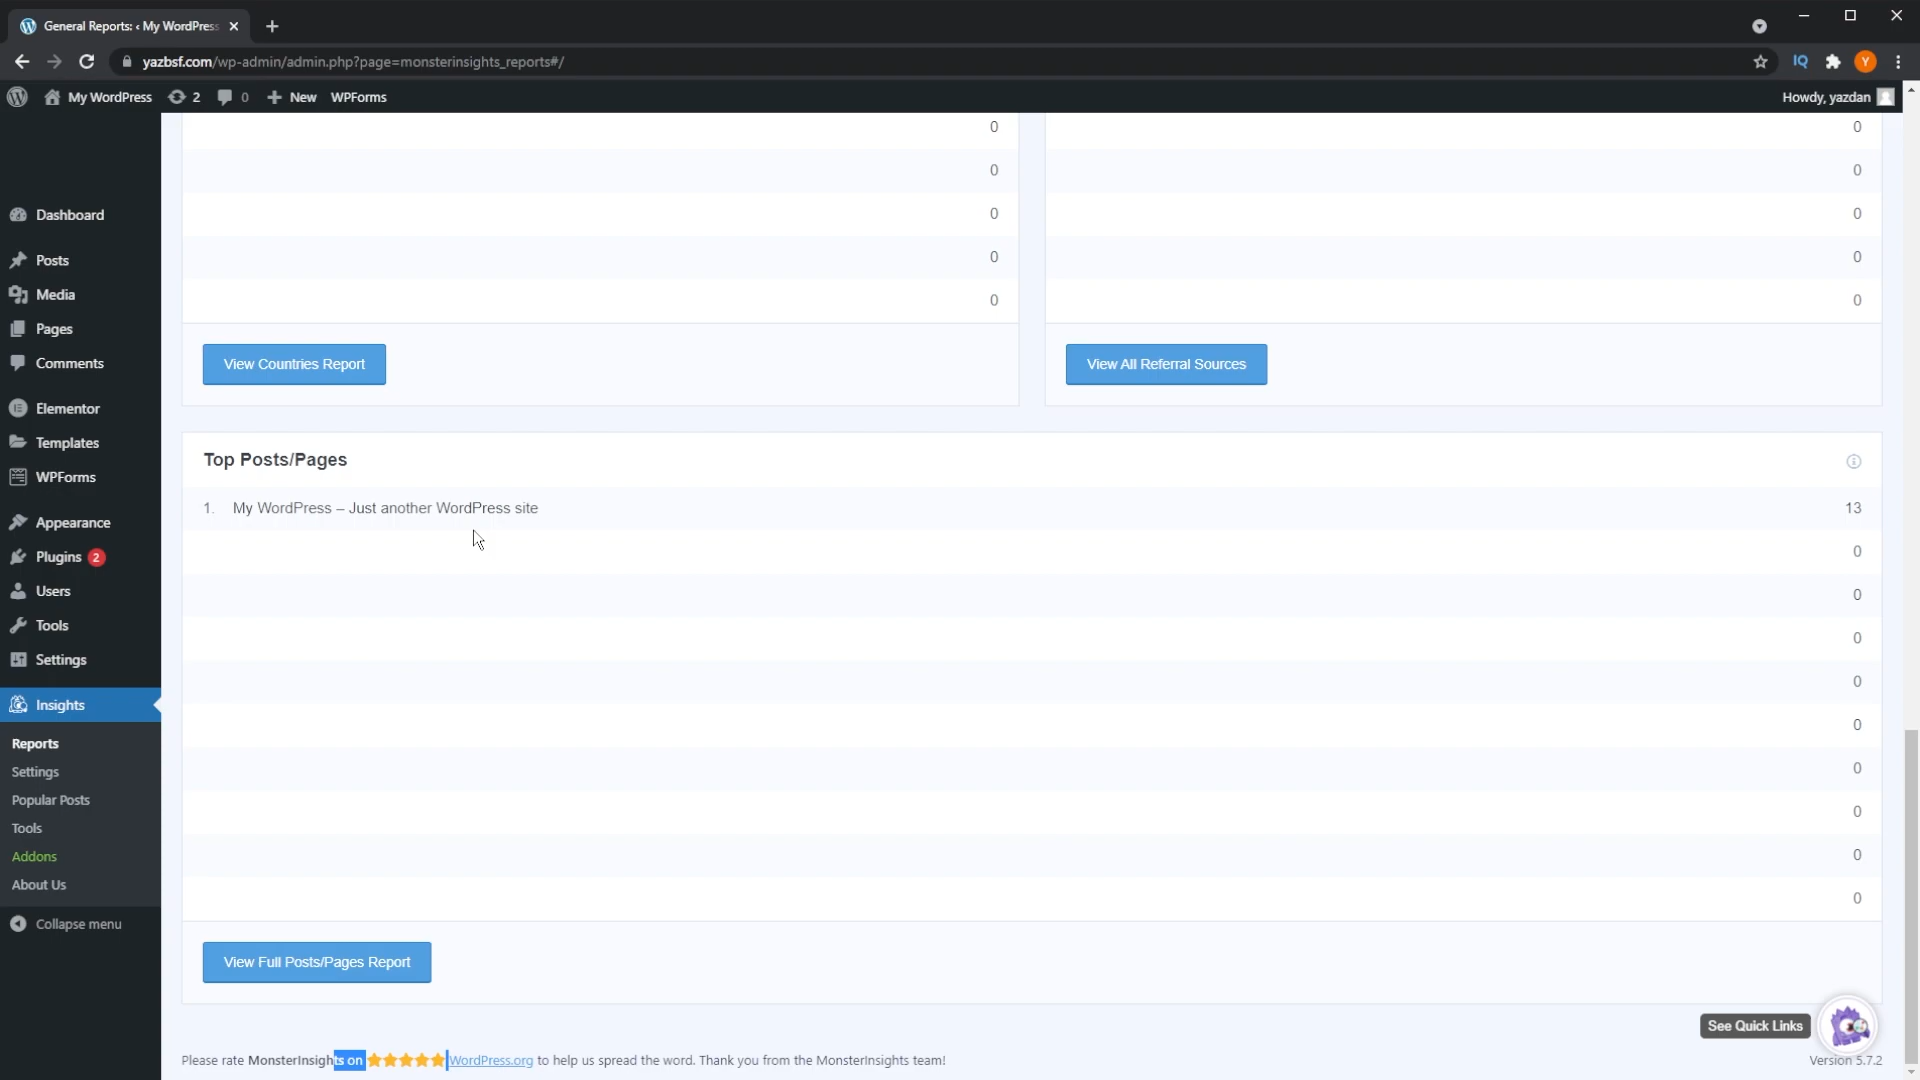 General Reports: ‹ My WordPress
yazbsf.com/wp-admin/admin.php?page=monsterinsights_reports#/
IQ
Y
My WordPress
2
0
New
WPForms
Howdy, yazdan
Dashboard
Posts
Media
Pages
Comments
Elementor
Templates
WPForms
Appearance
Plugins 2
Users
Tools
Settings
Insights
Reports
Settings
Popular Posts
Tools
Addons
About Us
Collapse menu
0
0
0
0
0
View Countries Report
0
0
0
0
0
View All Referral Sources
Top Posts/Pages
1. My WordPress – Just another WordPress site 13
0
0
0
0
0
0
0
0
0
View Full Posts/Pages Report
See Quick Links
Please rate MonsterInsights on WordPress.org to help us spread the word. Thank you from the MonsterInsights team!
Version 5.7.2